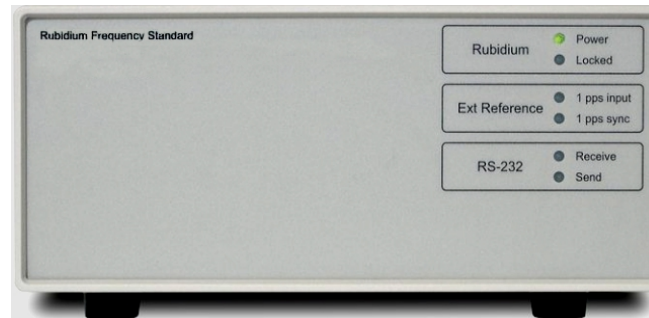 Rubidium Frequency Standard
Rubidium
Power
Locked
Ext Reference
1 pps input
1 pps sync
RS-232
Receive
Send